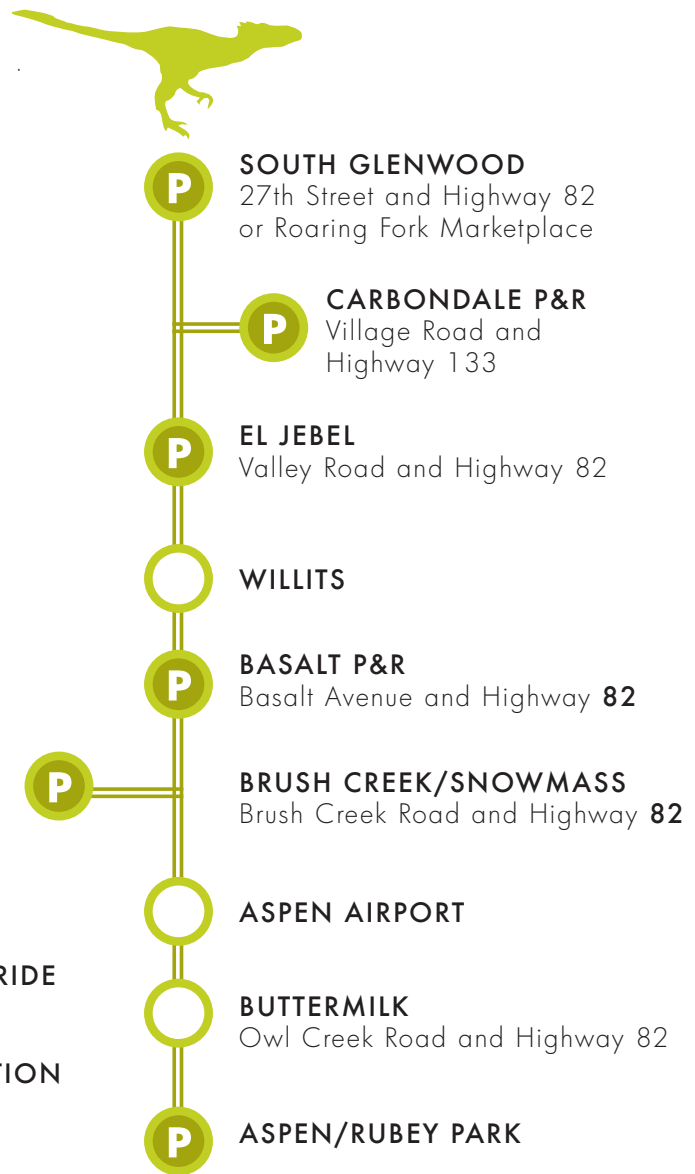 P
SOUTH GLENWOOD
27th Street and Highway 82
or Roaring Fork Marketplace
P
CARBONDALE P&R
Village Road and
Highway 133
P
EL JEBEL
Valley Road and Highway 82
WILLITS
P
BASALT P&R
Basalt Avenue and Highway 82
P
BRUSH CREEK/SNOWMASS
Brush Creek Road and Highway 82
ASPEN AIRPORT
RIDE
BUTTERMILK
Owl Creek Road and Highway 82
TION
P
ASPEN/RUBEY PARK